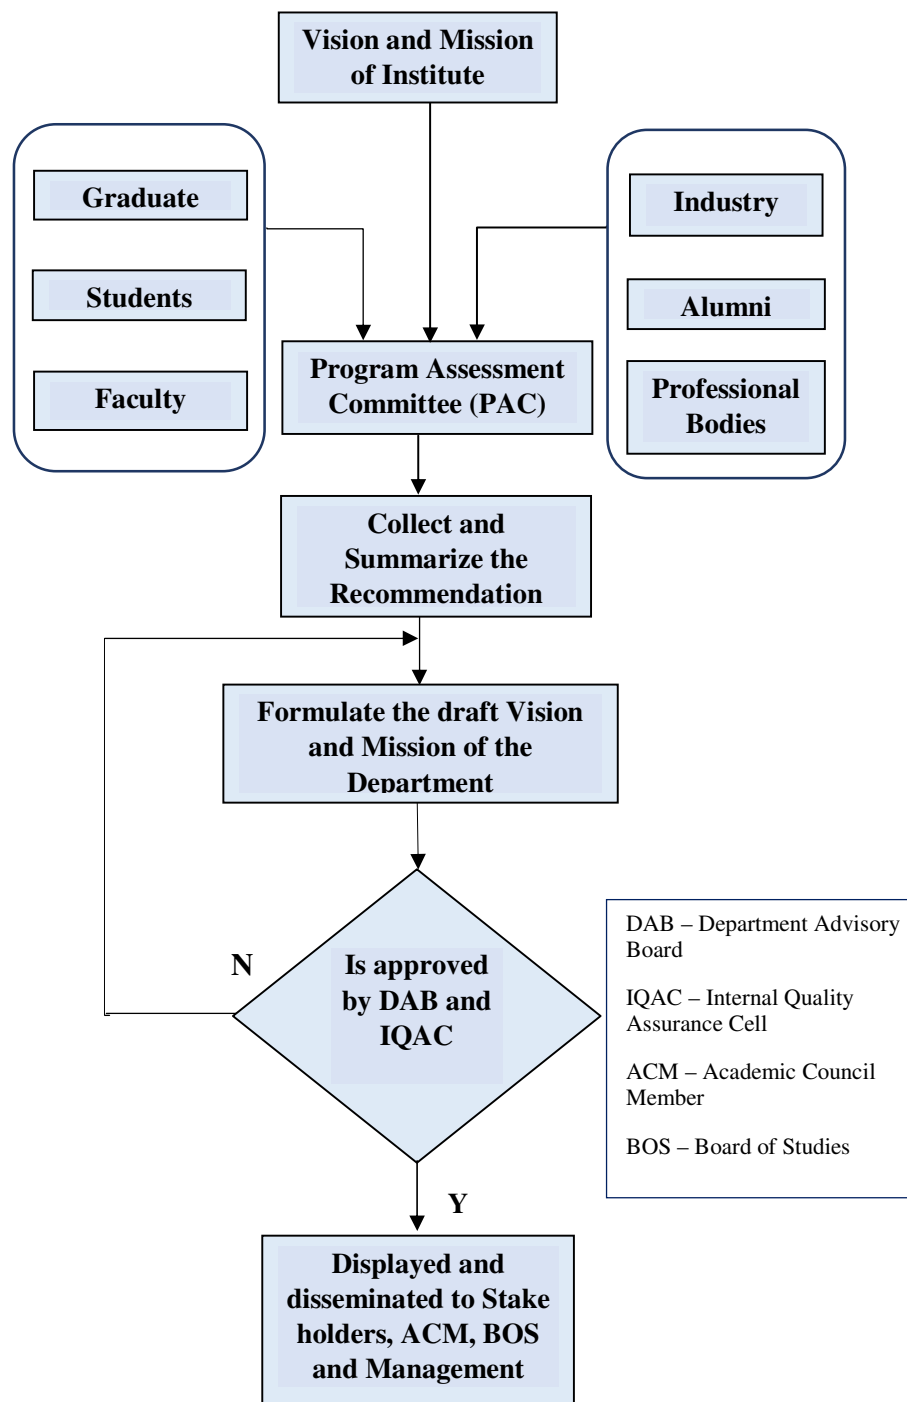 Vision and Mission
of Institute
Graduate
Students
Faculty
Industry
Alumni
Professional
Bodies
Program Assessment
Committee (PAC)
Collect and
Summarize the
Recommendation
Formulate the draft Vision
and Mission of the
Department
N
Is approved
by DAB and
IQAC
DAB – Department Advisory
Board
IQAC – Internal Quality
Assurance Cell
ACM – Academic Council
Member
BOS – Board of Studies
Y
Displayed and
disseminated to Stake
holders, ACM, BOS
and Management